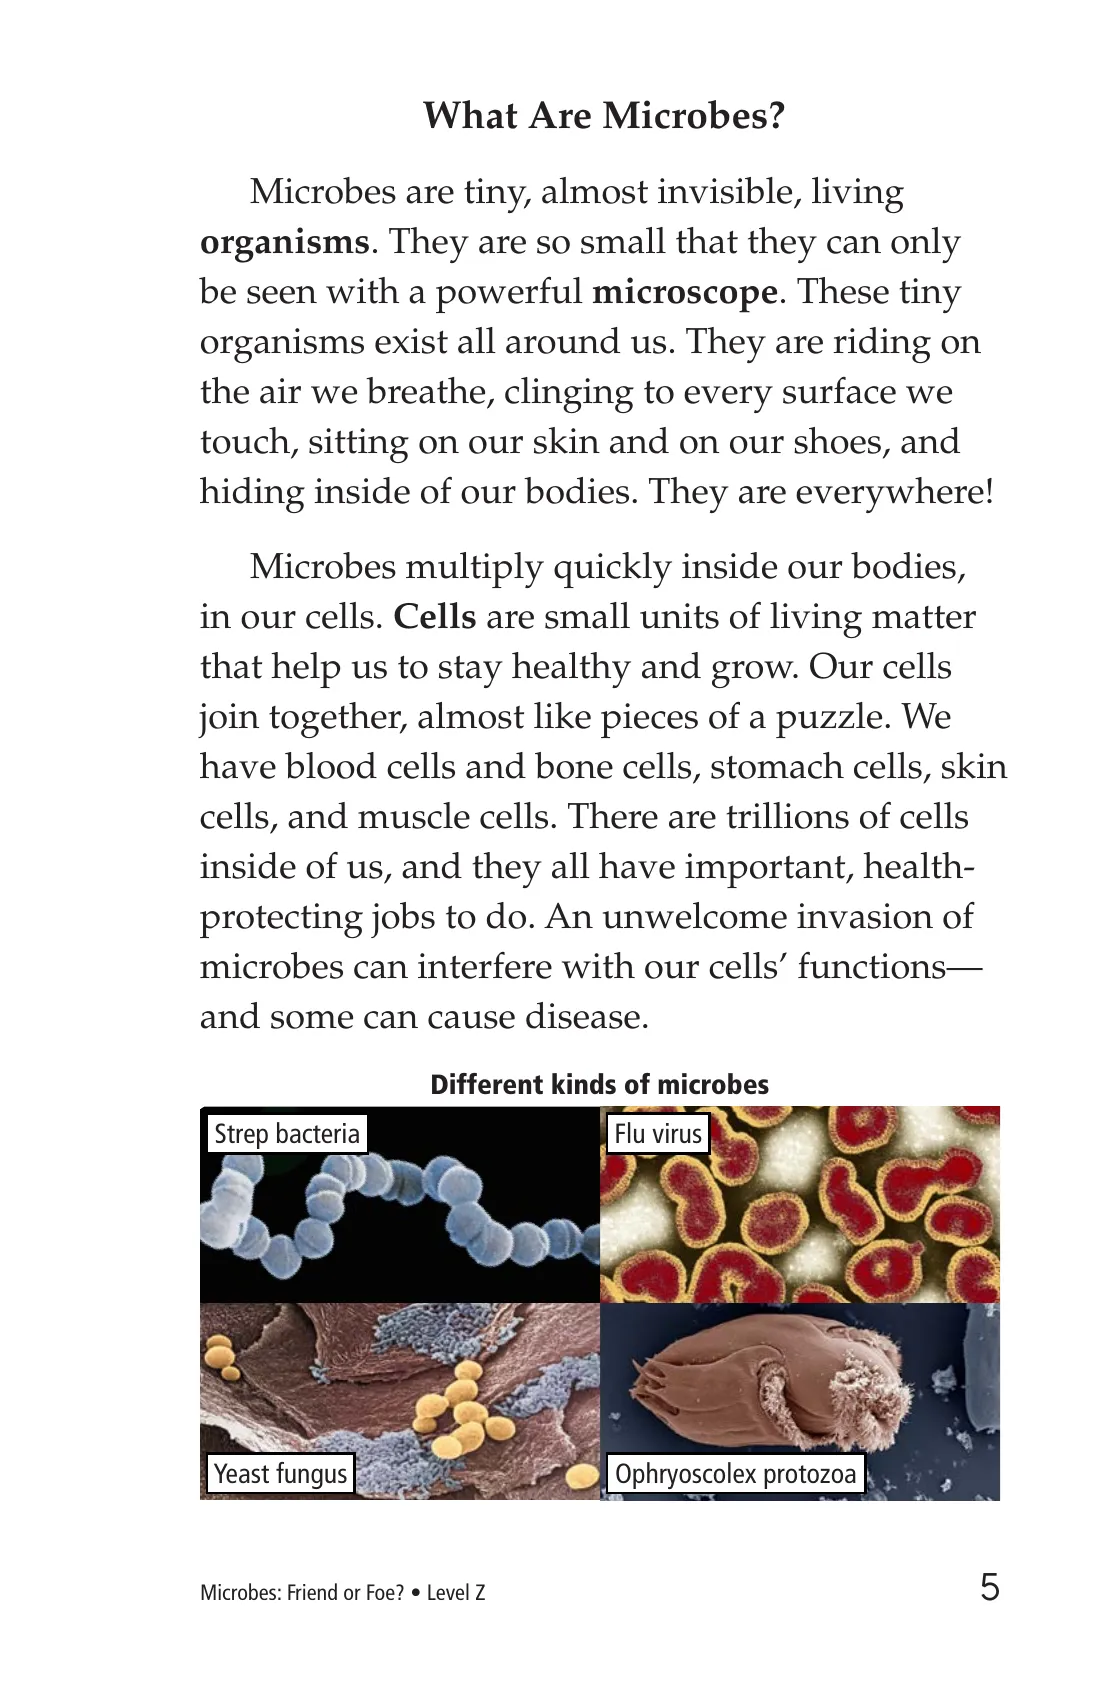 What Are Microbes?
Microbes are tiny, almost invisible, living
organisms. They are so small that they can only
be seen with a powerful microscope. These tiny
organisms exist all around us. They are riding on
the air we breathe, clinging to every surface we
touch, sitting on our skin and on our shoes, and
hiding inside of our bodies. They are everywhere!
Microbes multiply quickly inside our bodies,
in our cells. Cells are small units of living matter
that help us to stay healthy and grow. Our cells
join together, almost like pieces of a puzzle. We
have blood cells and bone cells, stomach cells, skin
cells, and muscle cells. There are trillions of cells
inside of us, and they all have important, health-
protecting jobs to do. An unwelcome invasion of
microbes can interfere with our cells’ functions—
and some can cause disease.
Different kinds of microbes
Strep bacteria
Flu virus
Yeast fungus
Ophryoscolex protozoa
Microbes: Friend or Foe? • Level Z
5